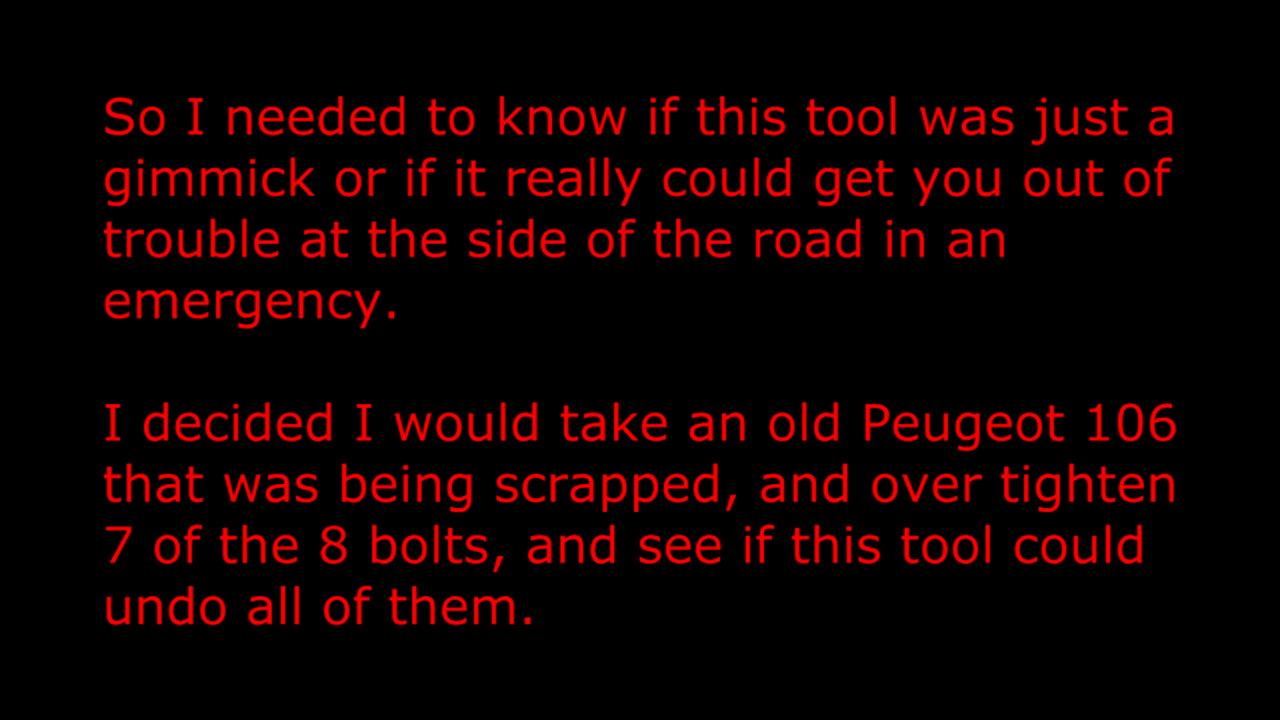 So I needed to know if this tool was just a
gimmick or if it really could get you out of
trouble at the side of the road in an
emergency.
I decided I would take an old Peugeot 106
that was being scrapped, and over tighten
7 of the 8 bolts, and see if this tool could
undo all of them.